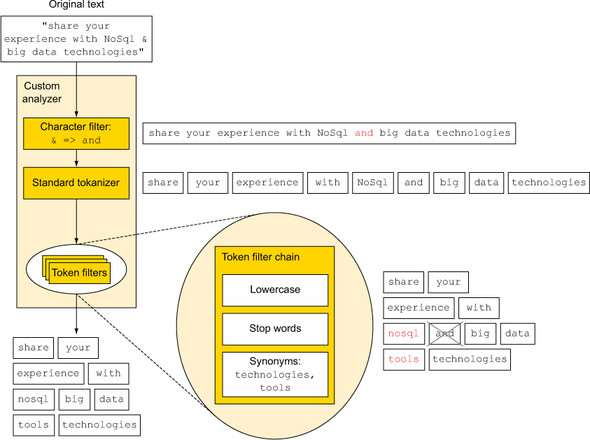 Original text
"share your
experience with NoSql &
big data technologies"
Custom
analyzer
Character filter:
& => and
share your experience with NoSql and big data technologies
Standard tokanizer
share your experience with NoSql and big data technologies
Token filters
Token filter chain
Lowercase
Stop words
Synonyms:
technologies,
tools
share your
experience with
nosql and big data
tools technologies
share your
experience with
nosql big data
tools technologies